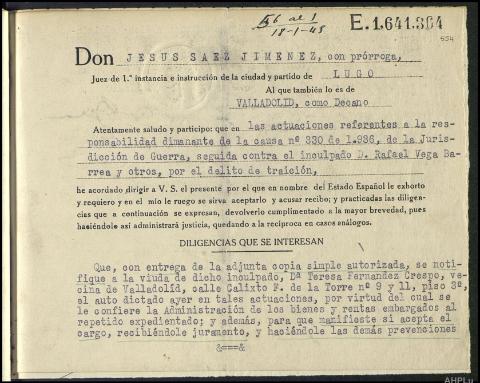 56 al 1
18-1-45
E.1.641.384
554
Don JESUS SAEZ JIMENEZ, con prórroga,
Juez de 1.ª instancia e instrucción de la ciudad y partido de LUGO
Al que también lo es de
VALLADOLID, como Decano
Atentamente saludo y participo: que en las actuaciones referentes a la res-
ponsabilidad dimanante de la causa nº 330 de 1.936, de la Juris-
dicción de Guerra, seguida contra el inculpado D. Rafael Vega Ba-
rrea y otros, por el delito de traición,
he acordado dirigir a V. S. el presente por el que en nombre del Estado Español le exhorto
y requiero y en el mio le ruego se sirva aceptarlo y acusar recibo; y practicadas las diligen-
cias que a continuación se expresan, devolverlo cumplimentado a la mayor brevedad, pues
haciéndole así administrará justicia, quedando a la recíproca en casos análogos.
DILIGENCIAS QUE SE INTERESAN
Que, con entrega de la adjunta copia simple autorizada, se noti-
fique a la viuda de dicho inculpado, Dª Teresa Fernandez Crespo, ve-
cina de Valladolid, calle Calixto F. de la Torre nº 9 y 11, piso 3º,
el auto dictado ayer en tales actuaciones, por virtud del cual se
le confiere la Administración de los bienes y rentas embargados al
repetido expedientado; y además, para que manifieste si acepta el
cargo, recibiéndole juramento, y haciéndole las demás prevenciones
&===&
AHPLu